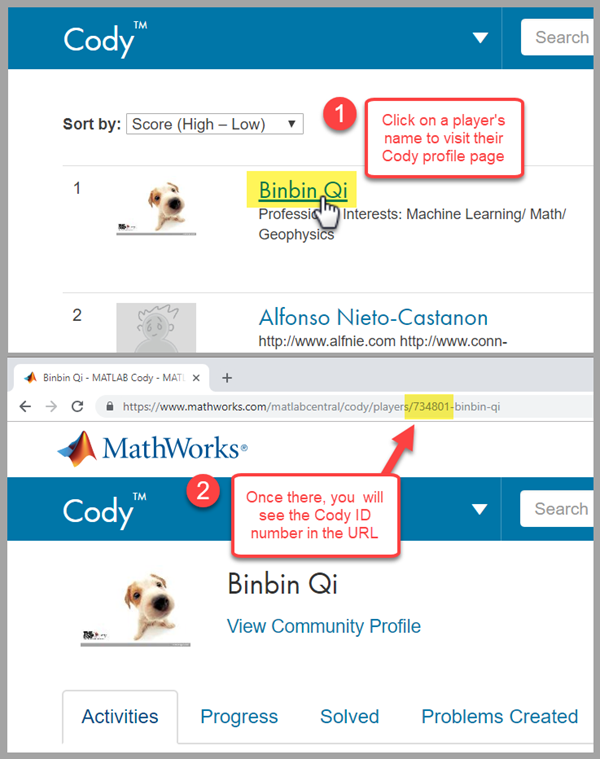 Cody™
Search
Sort by: Score (High – Low) ▼
1
Click on a player's
name to visit their
Cody profile page
1
Binbin Qi
Professional Interests: Machine Learning/ Math/
Geophysics
2
Alfonso Nieto-Castanon
http://www.alfnie.com http://www.conn-
Binbin Qi - MATLAB Cody - MATL
https://www.mathworks.com/matlabcentral/cody/players/734801-binbin-qi
MathWorks®
2
Once there, you will
see the Cody ID
number in the URL
Cody™
Search
Binbin Qi
View Community Profile
Activities Progress Solved Problems Created